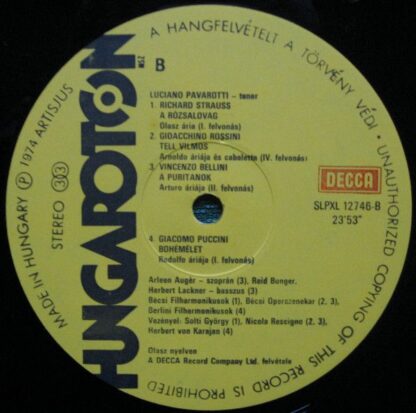 A HANGFELVÉTELT A TÖRVÉNY VÉDI • UNAUTHORIZED COPYING OF THIS RECORD IS PROHIBITED
MADE IN HUNGARY Ⓟ 1974 ARTISJUS
STEREO 33
HUNGAROTON
B
LUCIANO PAVAROTTI – tenor
1. RICHARD STRAUSS
A RÓZSALOVAG
Olasz ária (I. felvonás)
2. GIOACCHINO ROSSINI
TELL VILMOS
Arnoldo áriája és cabaletta (IV. felvonás)
3. VINCENZO BELLINI
A PURITÁNOK
Arturo áriája (II. felvonás)
DECCA
SLPXL 12746-B
23'53"
4. GIACOMO PUCCINI
BOHÉMÉLET
Rodolfo áriája (I. felvonás)
Arleen Augér – szoprán (3), Reid Bunger,
Herbert Lackner – basszus (3)
Bécsi Filharmonikusok (1), Bécsi Operazenekar (2, 3),
Berlini Filharmonikusok (4)
Vezényel: Solti György (1), Nicola Rescigno (2, 3),
Herbert von Karajan (4)
Olasz nyelven
A DECCA Record Company Ltd. felvétele